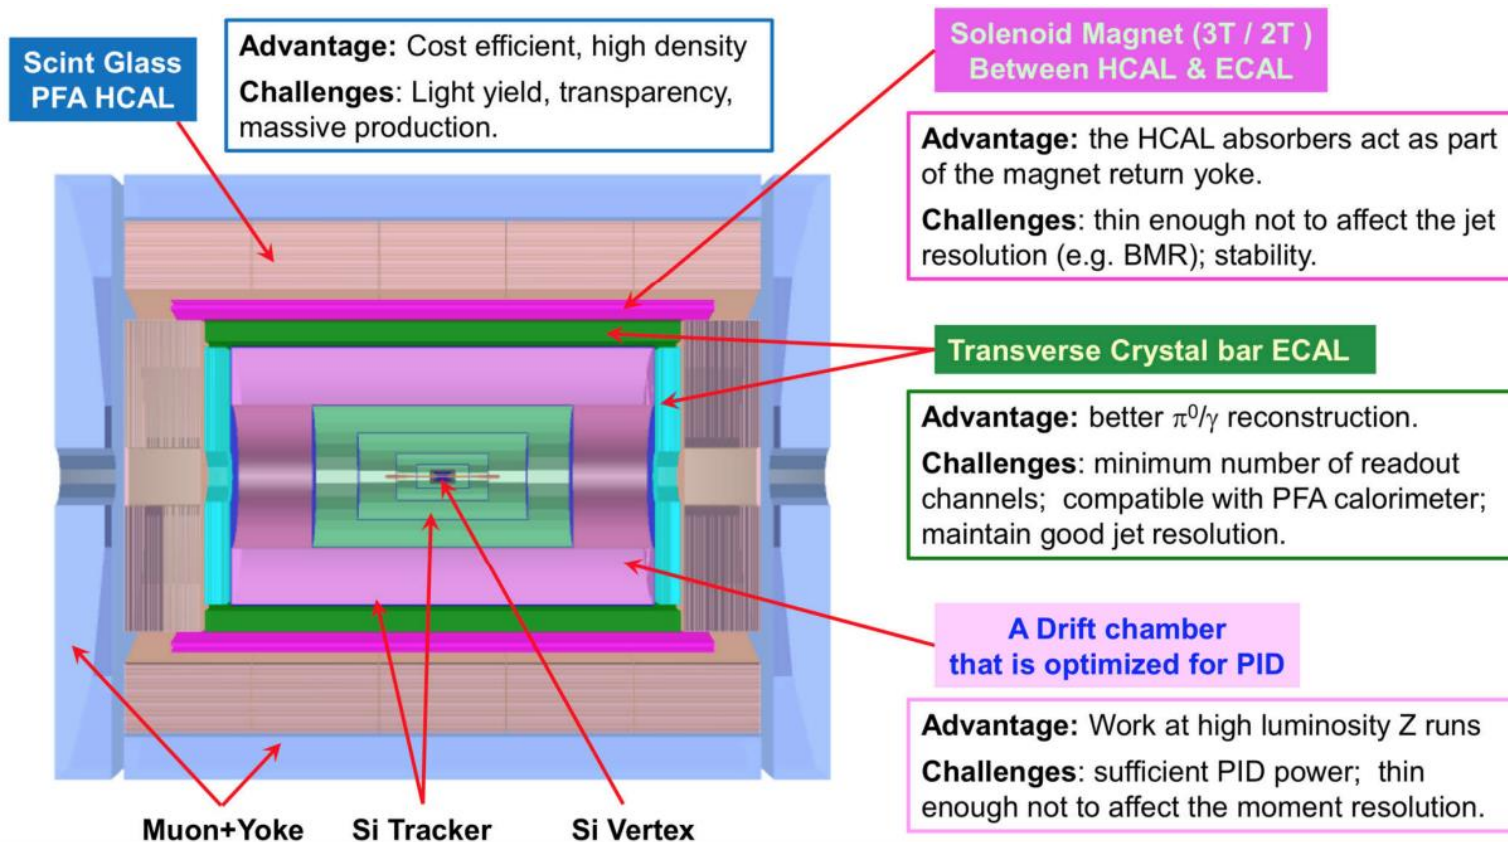 Scint Glass
PFA HCAL
Advantage: Cost efficient, high density
Challenges: Light yield, transparency,
massive production.
Solenoid Magnet (3T / 2T )
Between HCAL & ECAL
Advantage: the HCAL absorbers act as part
of the magnet return yoke.
Challenges: thin enough not to affect the jet
resolution (e.g. BMR); stability.
Transverse Crystal bar ECAL
Advantage: better π⁰/γ reconstruction.
Challenges: minimum number of readout
channels; compatible with PFA calorimeter;
maintain good jet resolution.
A Drift chamber
that is optimized for PID
Advantage: Work at high luminosity Z runs
Challenges: sufficient PID power; thin
enough not to affect the moment resolution.
Muon+Yoke
Si Tracker
Si Vertex